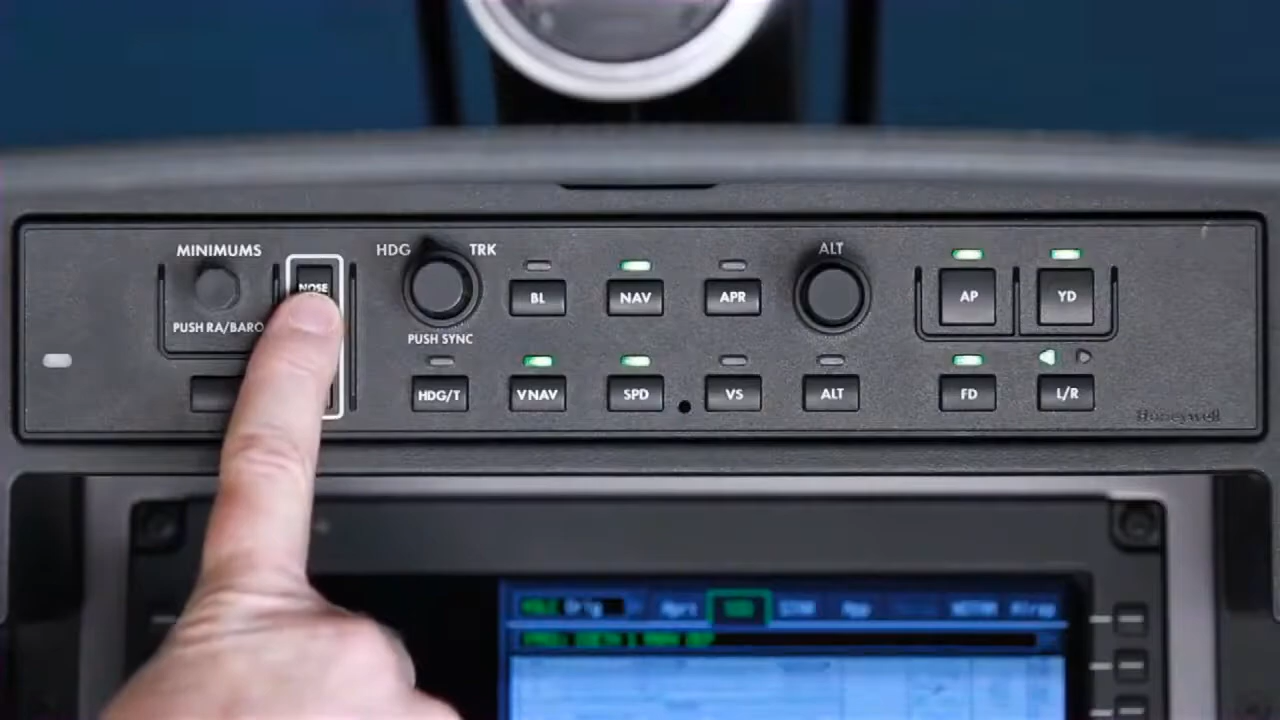 MINIMUMS
NOSE
HDG
TRK
ALT
BL
NAV
APR
AP
YD
PUSH RA/BARO
PUSH SYNC
HDG/T
VNAV
SPD
VS
ALT
FD
L/R
Honeywell